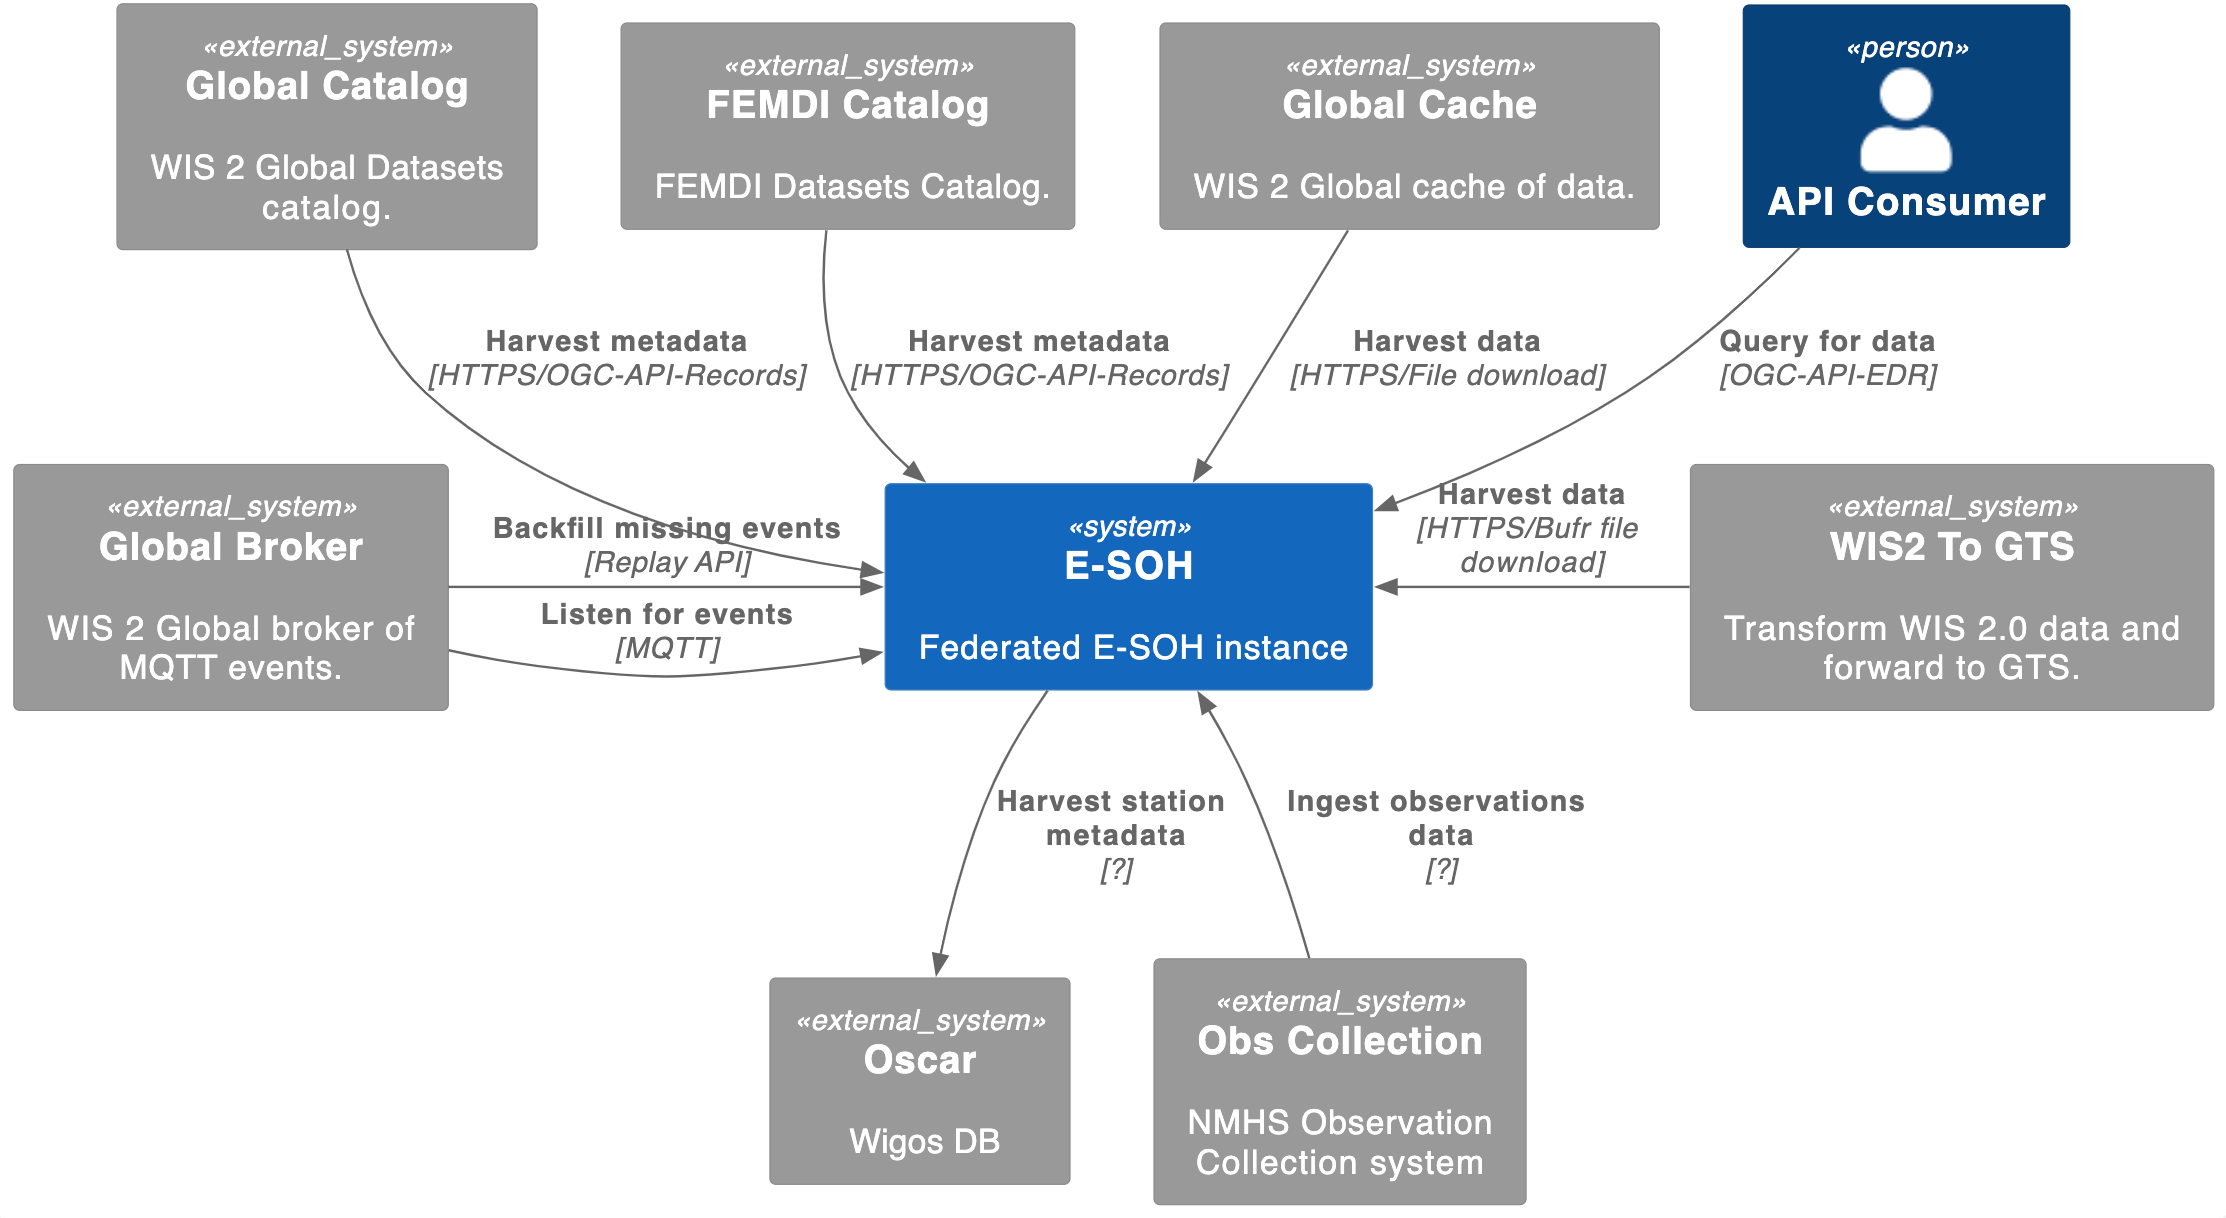 «external_system»
Global Catalog
WIS 2 Global Datasets
catalog.
«external_system»
FEMDI Catalog
FEMDI Datasets Catalog.
«external_system»
Global Cache
WIS 2 Global cache of data.
«person»
API Consumer
Harvest metadata
[HTTPS/OGC-API-Records]
Harvest metadata
[HTTPS/OGC-API-Records]
Harvest data
[HTTPS/File download]
Query for data
[OGC-API-EDR]
«external_system»
Global Broker
WIS 2 Global broker of
MQTT events.
Backfill missing events
[Replay API]
Listen for events
[MQTT]
«system»
E-SOH
Federated E-SOH instance
Harvest data
[HTTPS/Bufr file
download]
«external_system»
WIS2 To GTS
Transform WIS 2.0 data and
forward to GTS.
Harvest station
metadata
[?]
Ingest observations
data
[?]
«external_system»
Oscar
Wigos DB
«external_system»
Obs Collection
NMHS Observation
Collection system